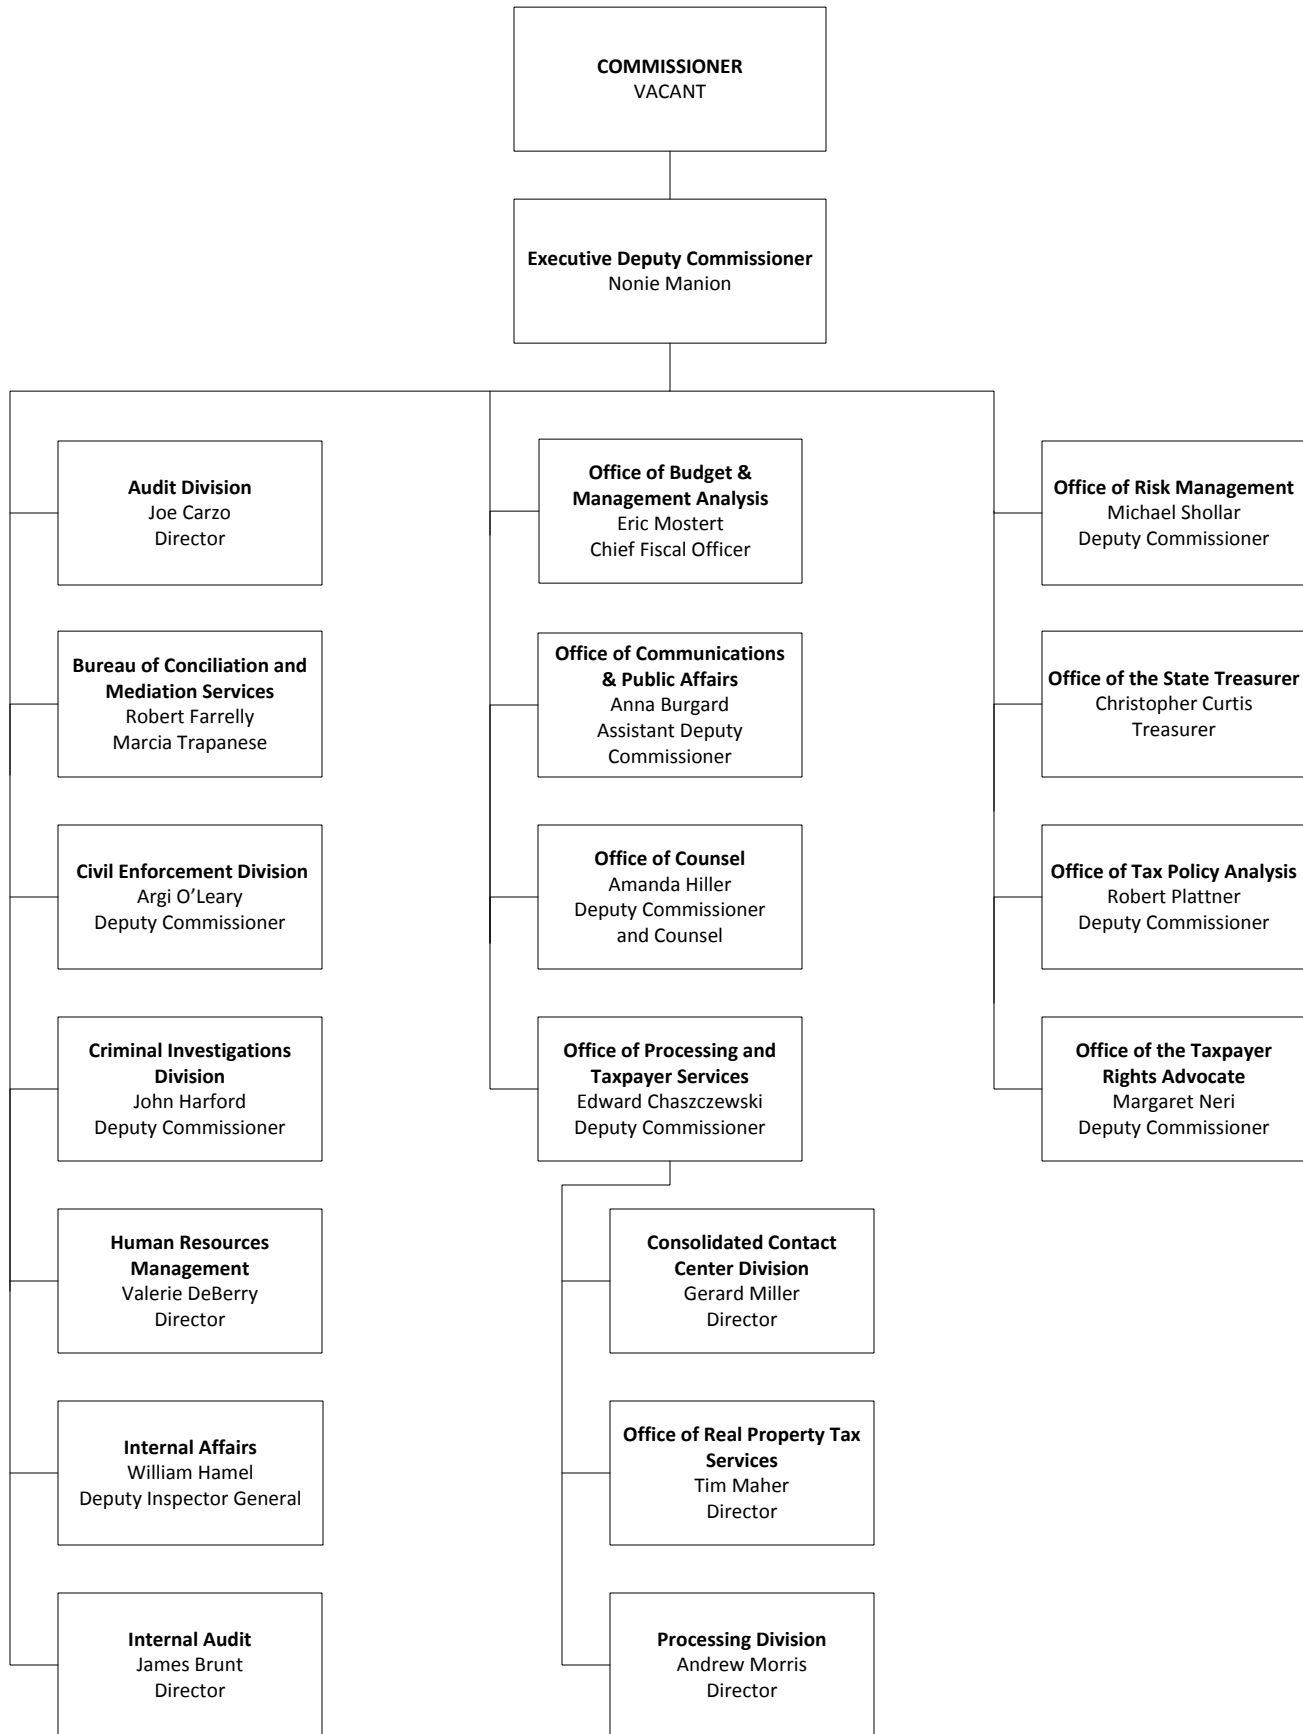 COMMISSIONER
VACANT
Executive Deputy Commissioner
Nonie Manion
Audit Division
Joe Carzo
Director
Bureau of Conciliation and
Mediation Services
Robert Farrelly
Marcia Trapanese
Civil Enforcement Division
Argi O’Leary
Deputy Commissioner
Criminal Investigations
Division
John Harford
Deputy Commissioner
Human Resources
Management
Valerie DeBerry
Director
Internal Affairs
William Hamel
Deputy Inspector General
Internal Audit
James Brunt
Director
Office of Budget &
Management Analysis
Eric Mostert
Chief Fiscal Officer
Office of Communications
& Public Affairs
Anna Burgard
Assistant Deputy
Commissioner
Office of Counsel
Amanda Hiller
Deputy Commissioner
and Counsel
Office of Processing and
Taxpayer Services
Edward Chaszczewski
Deputy Commissioner
Consolidated Contact
Center Division
Gerard Miller
Director
Office of Real Property Tax
Services
Tim Maher
Director
Processing Division
Andrew Morris
Director
Office of Risk Management
Michael Shollar
Deputy Commissioner
Office of the State Treasurer
Christopher Curtis
Treasurer
Office of Tax Policy Analysis
Robert Plattner
Deputy Commissioner
Office of the Taxpayer
Rights Advocate
Margaret Neri
Deputy Commissioner